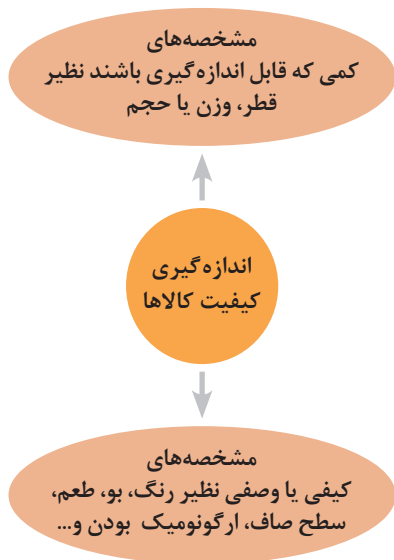 مشخصه‌های
کمی که قابل اندازه‌گیری باشند نظیر
قطر، وزن یا حجم
اندازه‌گیری
کیفیت کالاها
مشخصه‌های
کیفی یا وصفی نظیر رنگ، بو، طعم،
سطح صاف، ارگونومیک بودن و...